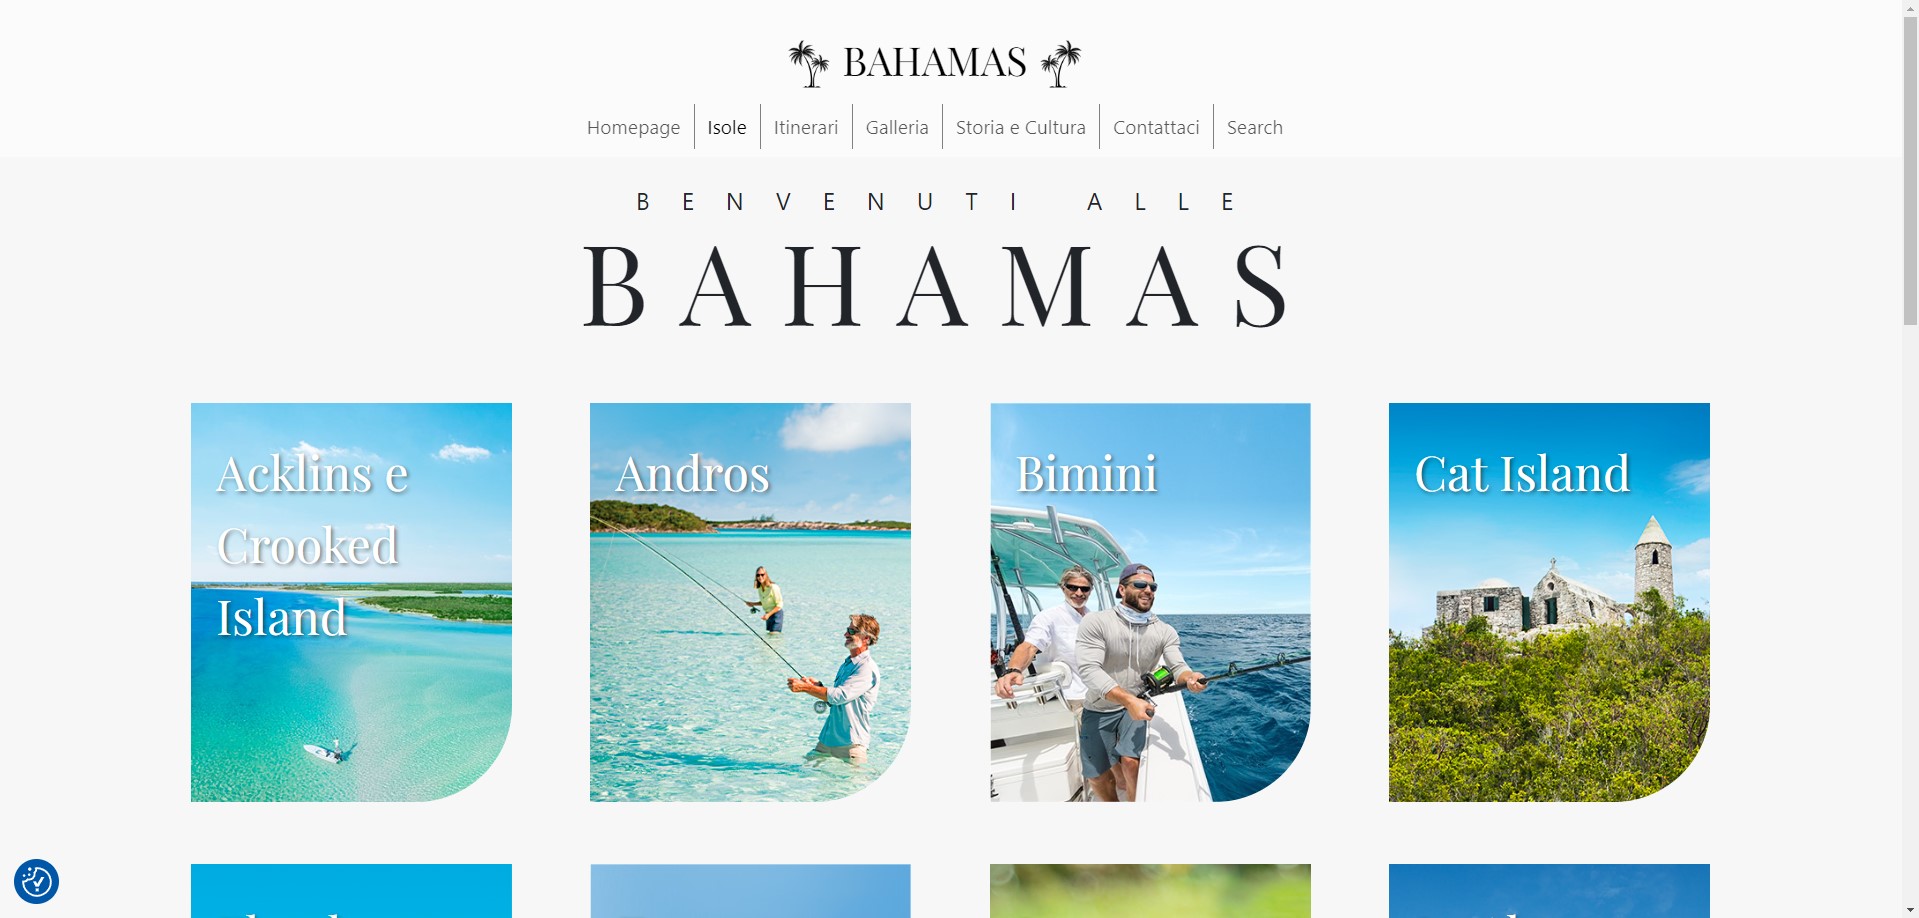 BAHAMAS
Homepage Isole Itinerari Galleria Storia e Cultura Contattaci Search
BENVENUTI ALLE
BAHAMAS
Acklins e
Crooked
Island
Andros
Bimini
Cat Island